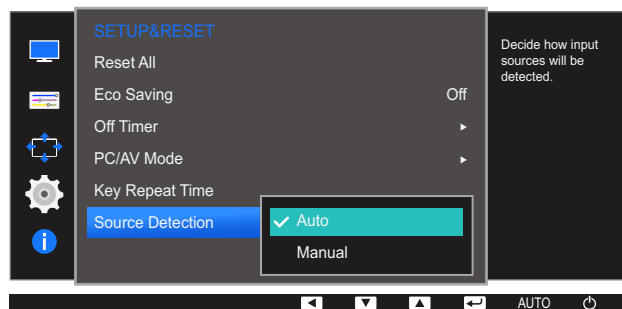 SETUP&RESET
Reset All
Eco Saving Off
Off Timer
PC/AV Mode
Key Repeat Time
Source Detection
Auto
Manual
Decide how input
sources will be
detected.
AUTO